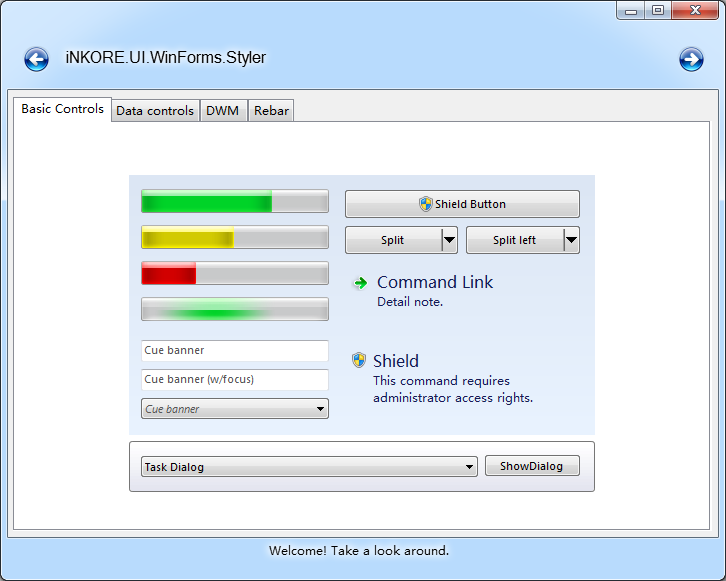 iNKORE.UI.WinForms.Styler
Basic Controls
Data controls
DWM
Rebar
Shield Button
Split
Split left
Command Link
Detail note.
Cue banner
Cue banner (w/focus)
Cue banner
Shield
This command requires
administrator access rights.
Task Dialog
ShowDialog
Welcome! Take a look around.